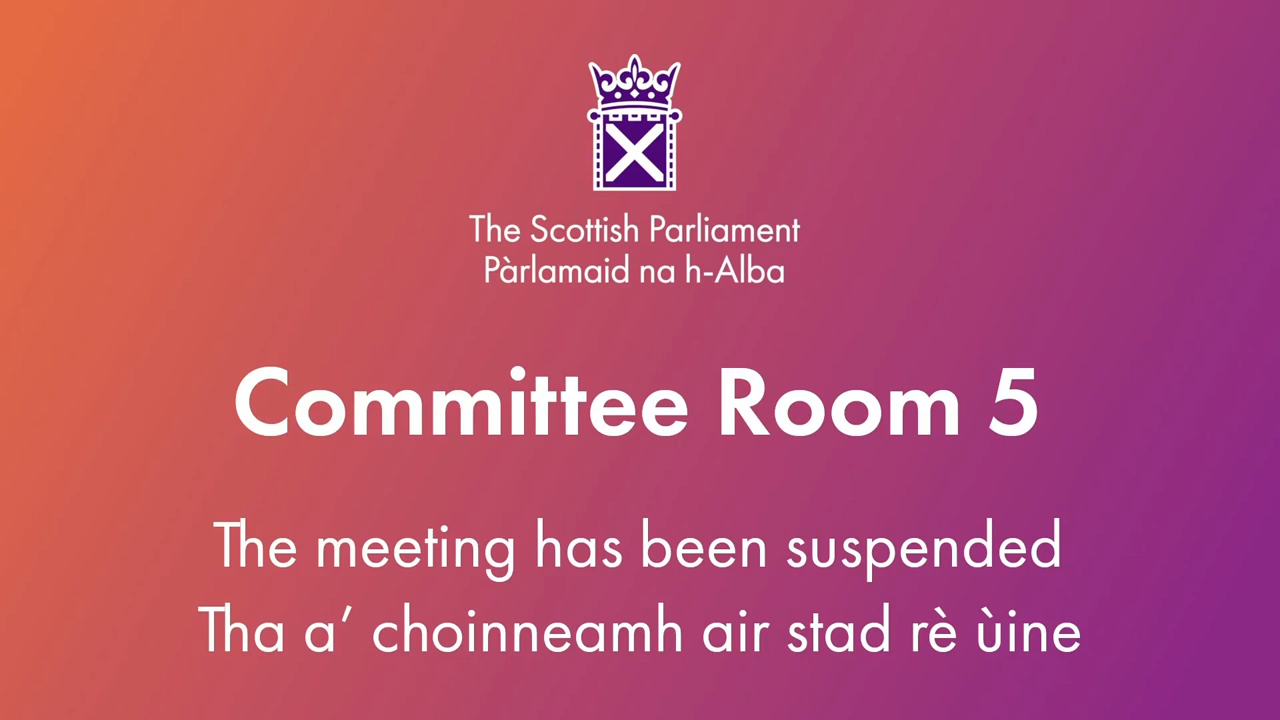 The Scottish Parliament
Pàrlamaid na h-Alba
Committee Room 5
The meeting has been suspended
Tha a’ choinneamh air stad rè ùine